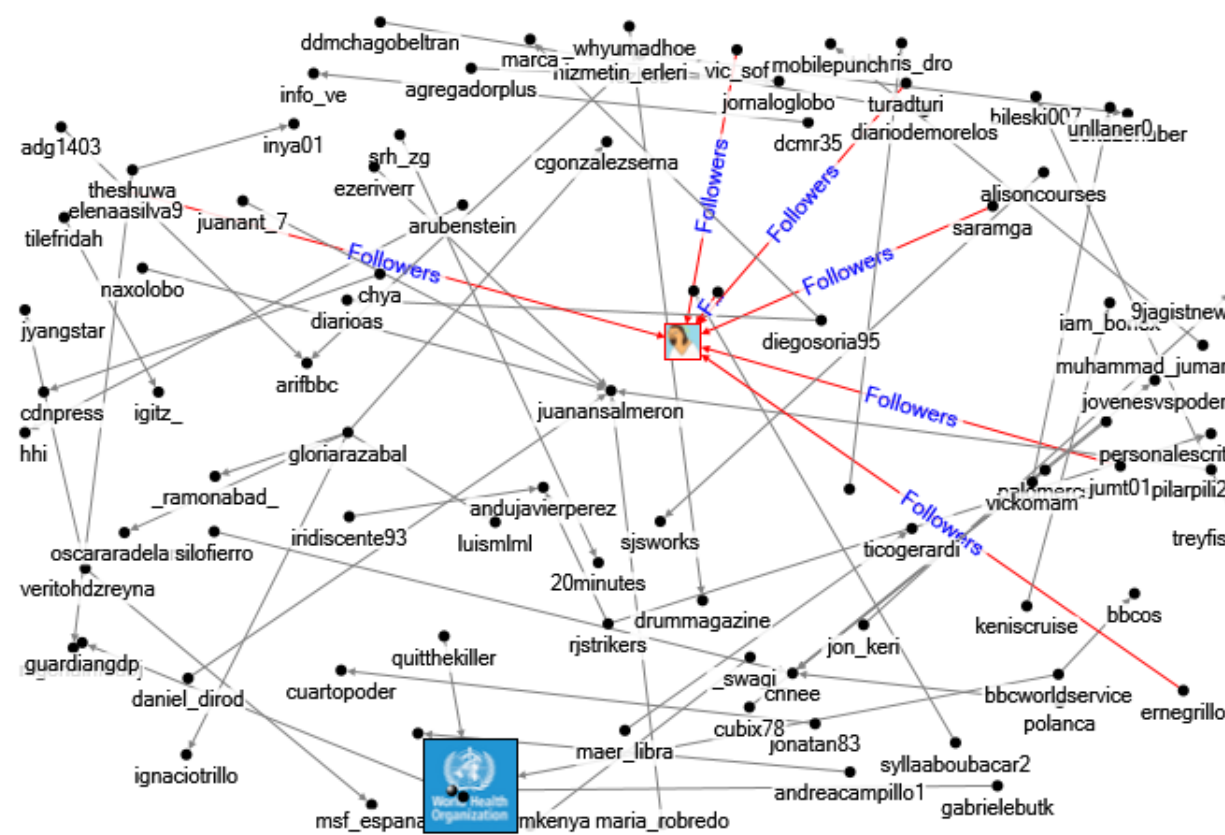 ddmchagobeltran
marca_
whyumadhoe
nizmetin_erleri
vic_sof
mobilepunch
ris_dro
info_ve
agregadorplus
jornaloglobo
turadturi
bileski007
unllaner0
adg1403
inya01
srh_zg
cgonzalezserna
dcmr35
diariodemorelos
theshuwa
ezeriverr
alisoncourses
elenaasilva9
Followers
Followers
tilefridah
juanant_7
arubenstein
saramga
Followers
Followers
naxolobo
chya
F
9jagistnew
jyangstar
diarioas
diegosoria95
muhammad_jumar
arifbbc
cdnpress
igitz_
juanansalmeron
Followers
jovenesvspoder
hhi
gloriarazabal
personalescrit
_ramonabad_
andujavierperez
vickomam
jumt01
pilarpili2
Followers
oscararadela
silofierro
iridiscente93
luismlml
sjsworks
ticogerardi
treyfis
veritohdzreyna
20minutes
drummagazine
keniscruise
bbcos
guardiangdp
quitthekiller
rjstrikers
jon_keri
daniel_dirod
cuartopoder
_swagi
cnnee
bbcworldservice
cubix78
polanca
ernegrillo
ignaciotrillo
maer_libra
jonatan83
syllaaboubacar2
World Health
Organization
andreacampillo1
gabrielebutk
msf_espana
mkenya
maria_robredo